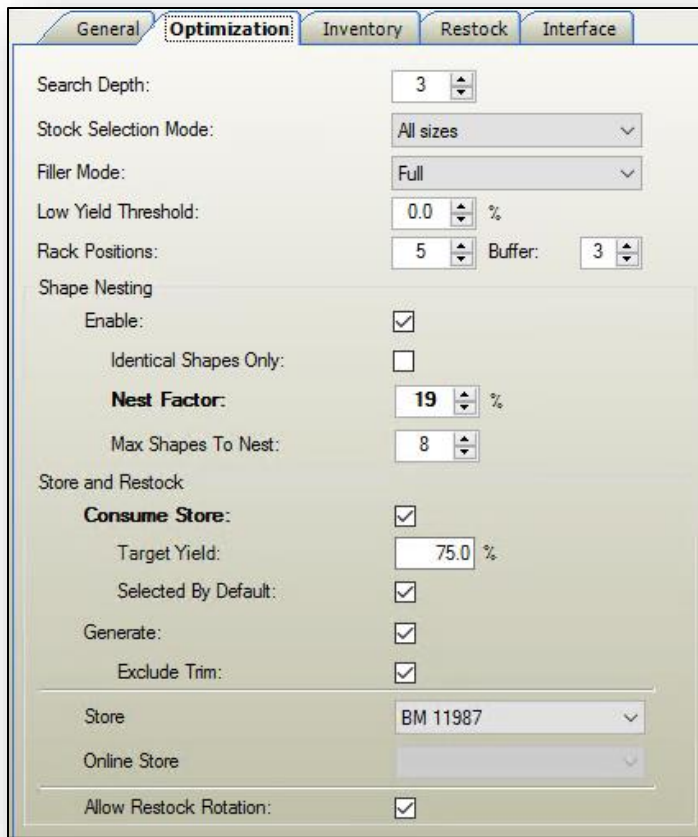 General Optimization Inventory Restock Interface
Search Depth: 3
Stock Selection Mode: All sizes
Filler Mode: Full
Low Yield Threshold: 0.0 %
Rack Positions: 5 Buffer: 3
Shape Nesting
Enable:
Identical Shapes Only:
Nest Factor: 19 %
Max Shapes To Nest: 8
Store and Restock
Consume Store:
Target Yield: 75.0 %
Selected By Default:
Generate:
Exclude Trim:
Store BM 11987
Online Store
Allow Restock Rotation: